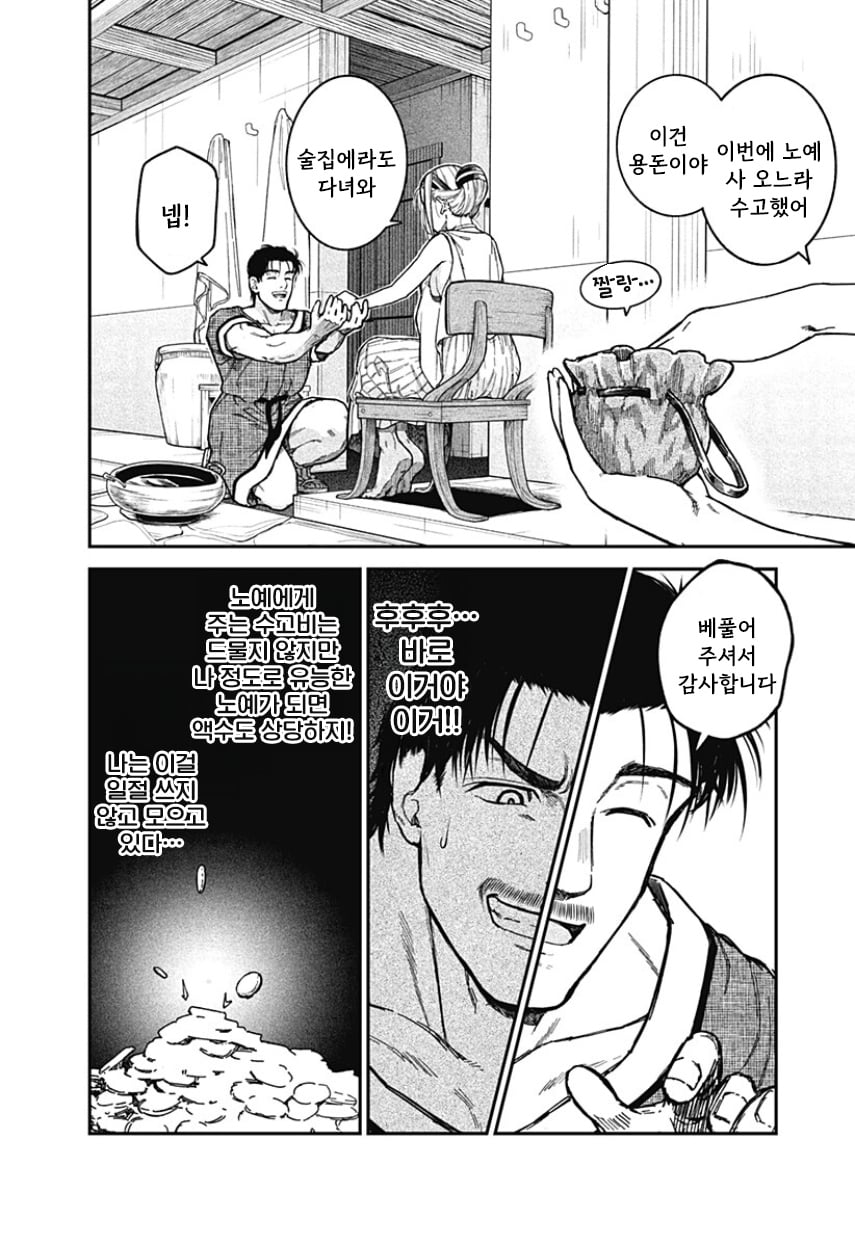 이번에 노예
사 오느라
수고했어
이건
용돈이야
짤랑…
술집에라도
다녀와
넵!
베풀어
주셔서
감사합니다
후후후…
바로
이거야
이거!!
노예에게
주는 수고비는
드물지 않지만
나 정도로 유능한
노예가 되면
액수도 상당하지!
나는 이걸
일절 쓰지
않고 모으고
있다…